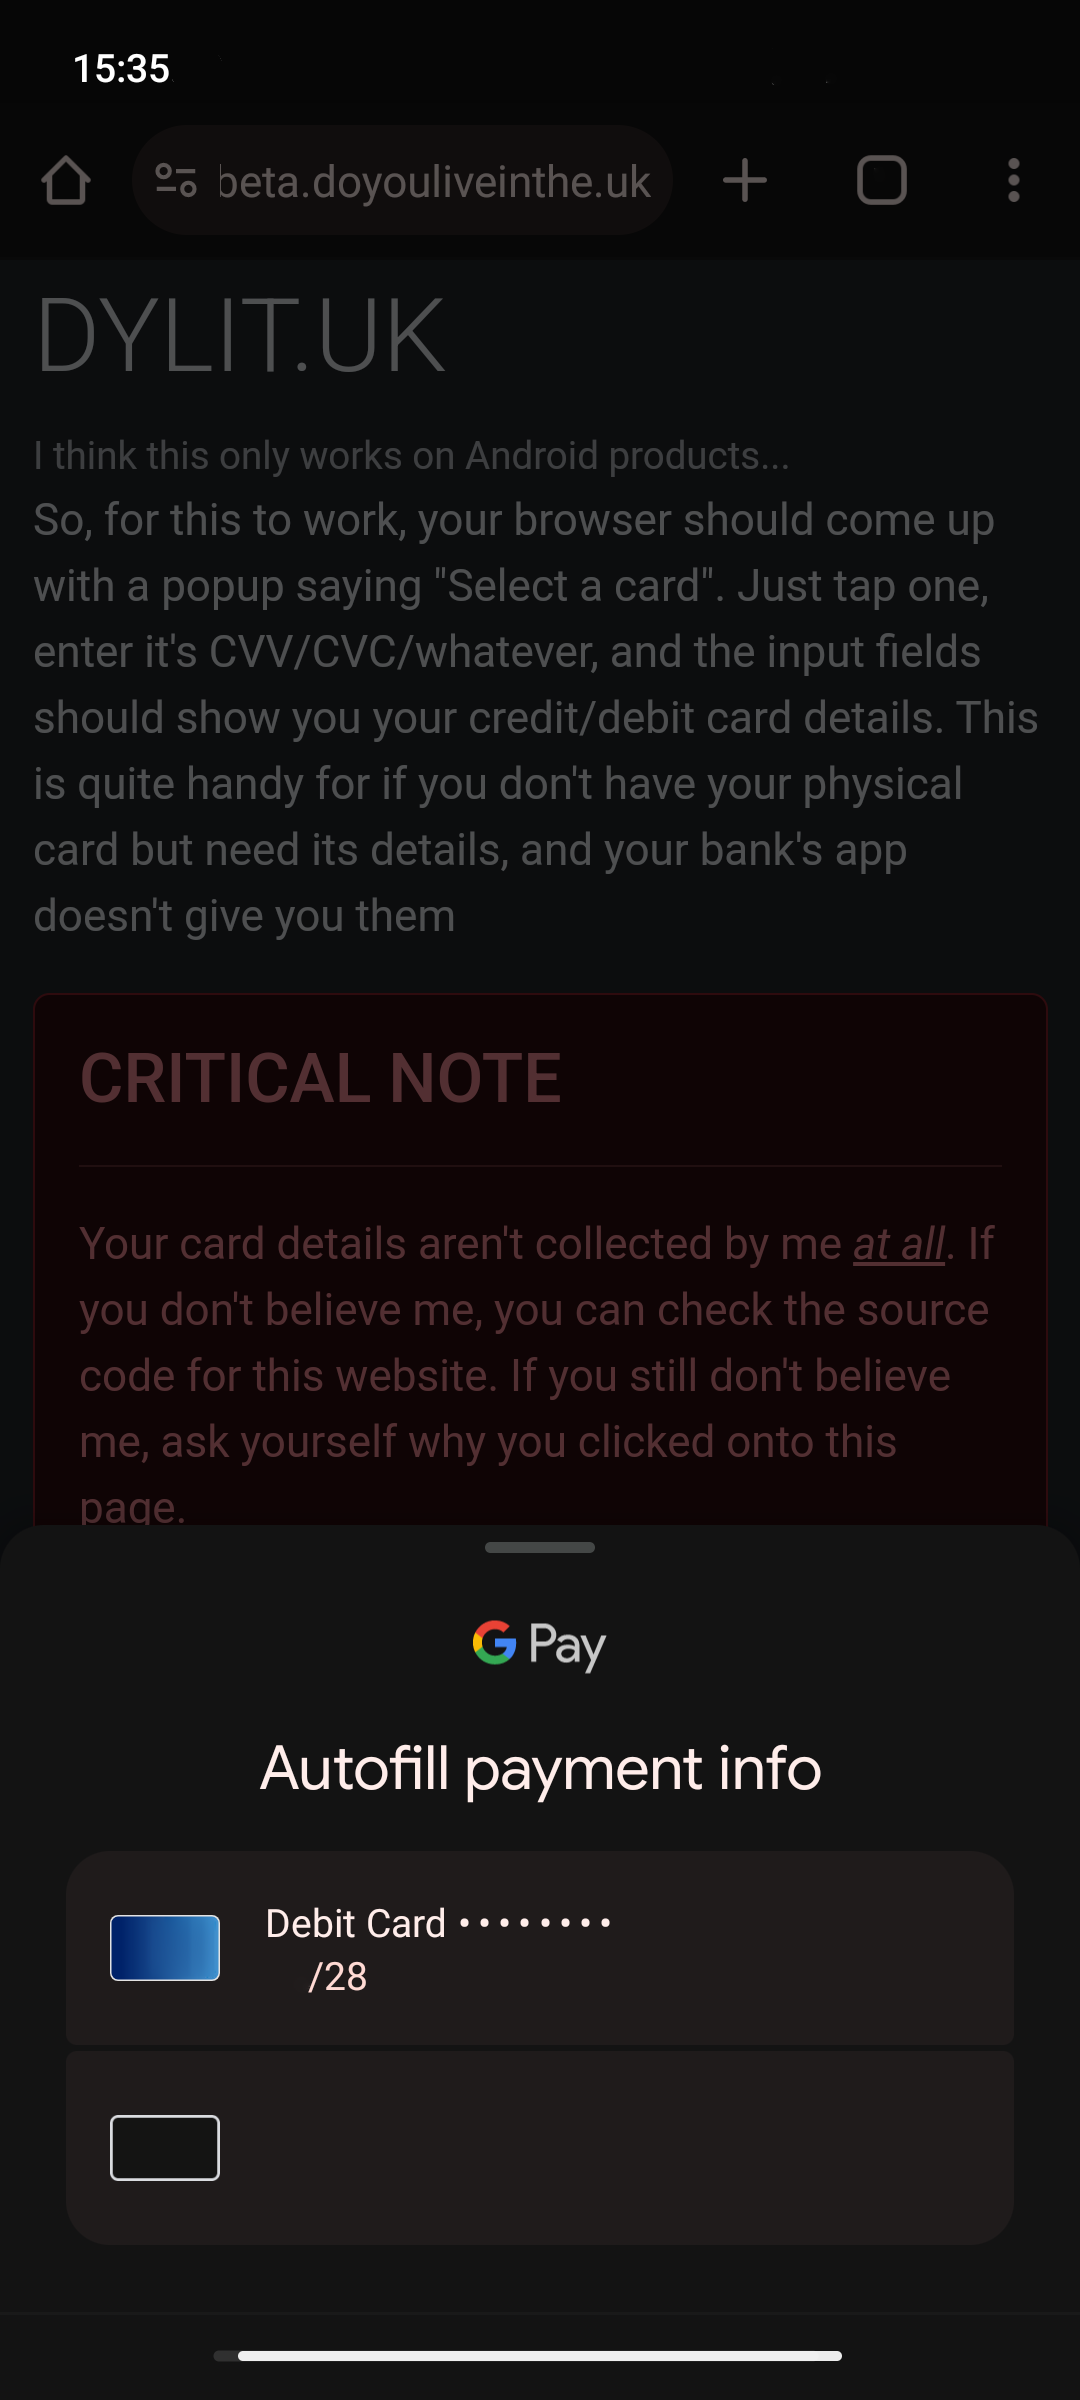 15:35
beta.doyouliveinthe.uk
DYLIT.UK
I think this only works on Android products...
So, for this to work, your browser should come up
with a popup saying "Select a card". Just tap one,
enter it's CVV/CVC/whatever, and the input fields
should show you your credit/debit card details. This
is quite handy for if you don't have your physical
card but need its details, and your bank's app
doesn't give you them
CRITICAL NOTE
Your card details aren't collected by me at all. If
you don't believe me, you can check the source
code for this website. If you still don't believe
me, ask yourself why you clicked onto this
page.
G Pay
Autofill payment info
Debit Card ••••••••
/28